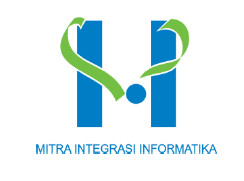 MITRA INTEGRASI INFORMATIKA